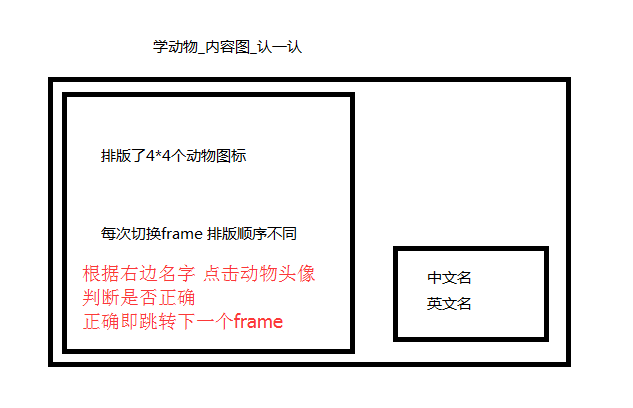 学动物_内容图_认一认
排版了4*4个动物图标
每次切换frame 排版顺序不同
根据右边名字 点击动物头像
判断是否正确
正确即跳转下一个frame
中文名
英文名